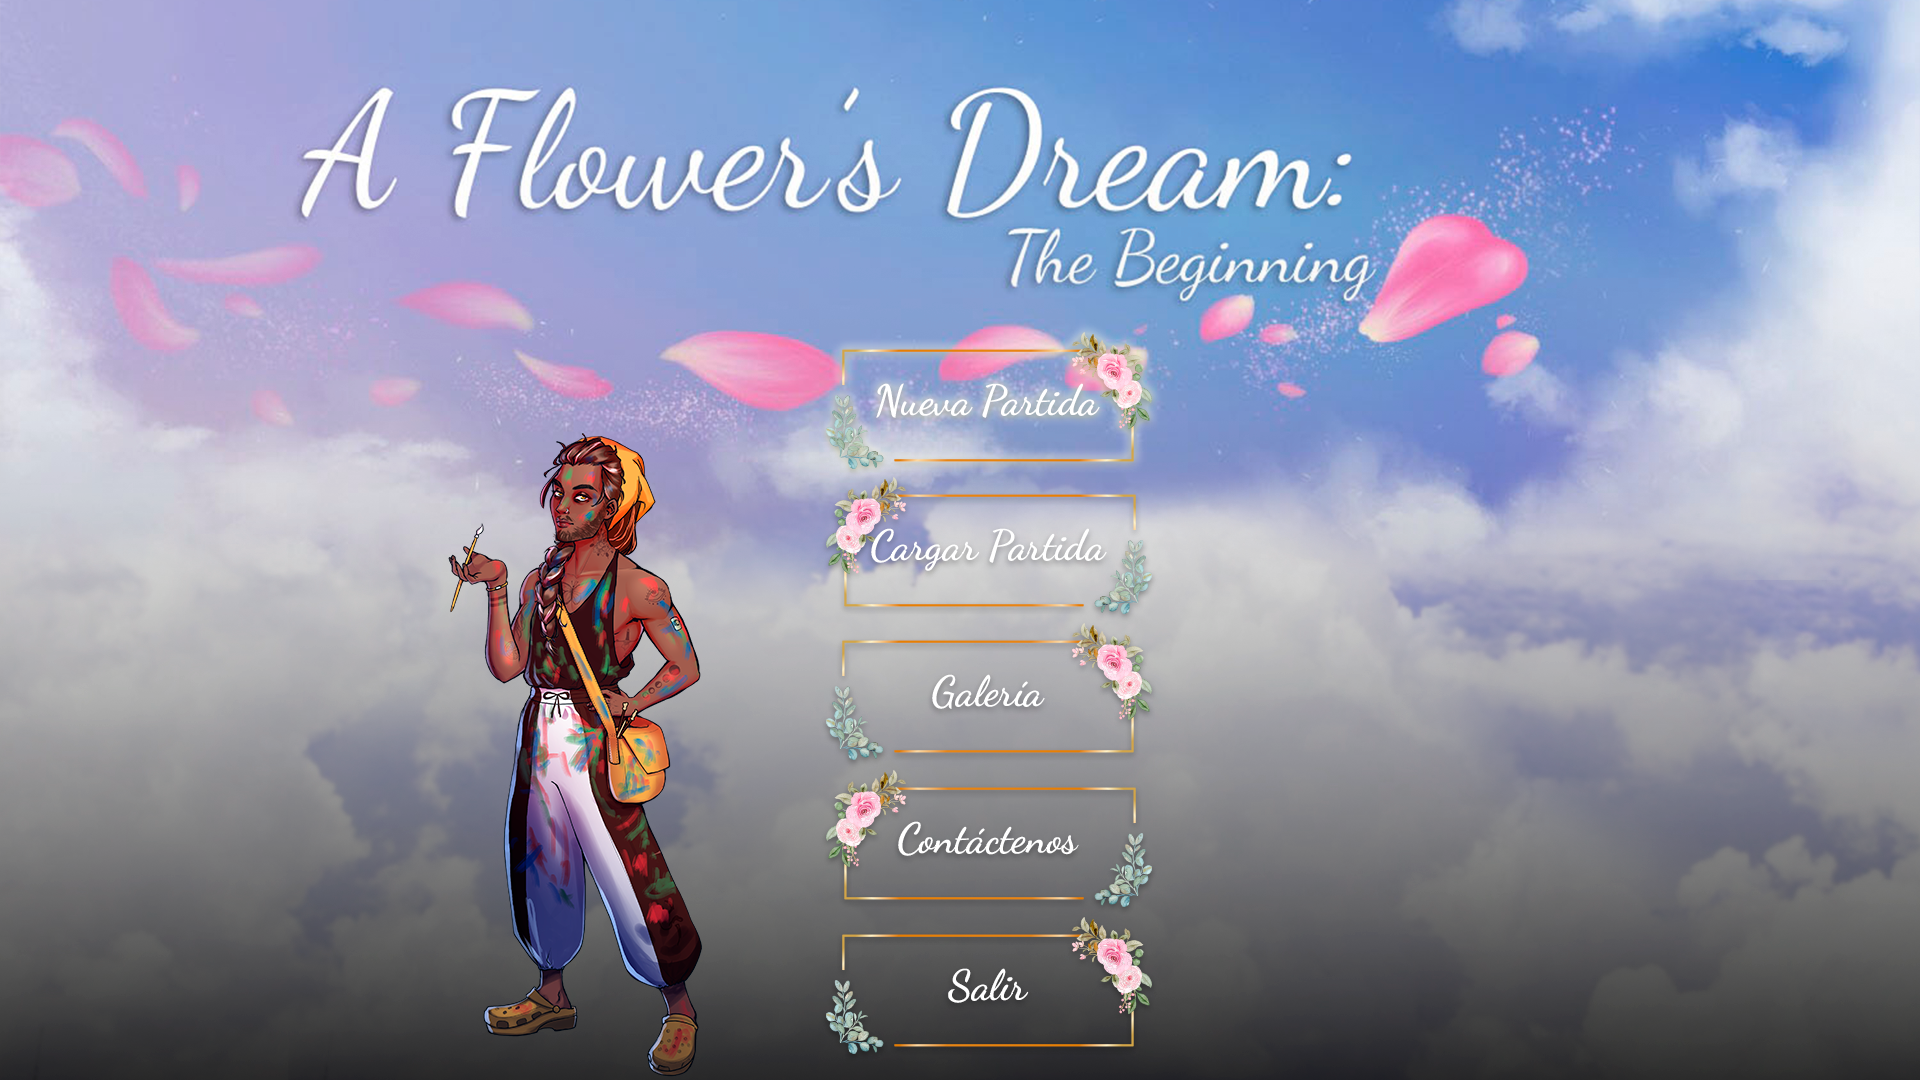 A Flower's Dream:
The Beginning
Nueva Partida
Cargar Partida
Galería
Contáctenos
Salir